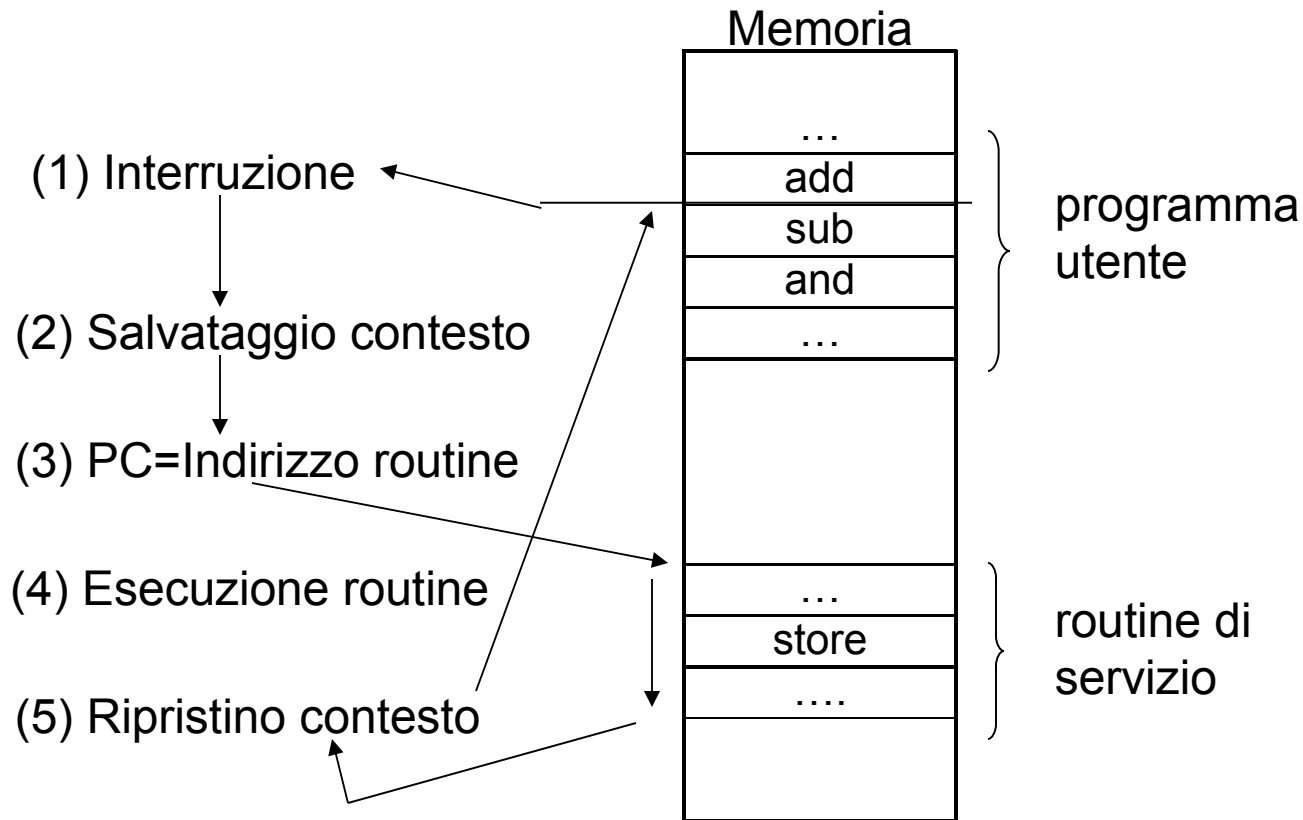 Memoria
…
(1) Interruzione
add
sub
and
…
programma
utente
(2) Salvataggio contesto
(3) PC=Indirizzo routine
(4) Esecuzione routine
(5) Ripristino contesto
…
store
….
routine di
servizio